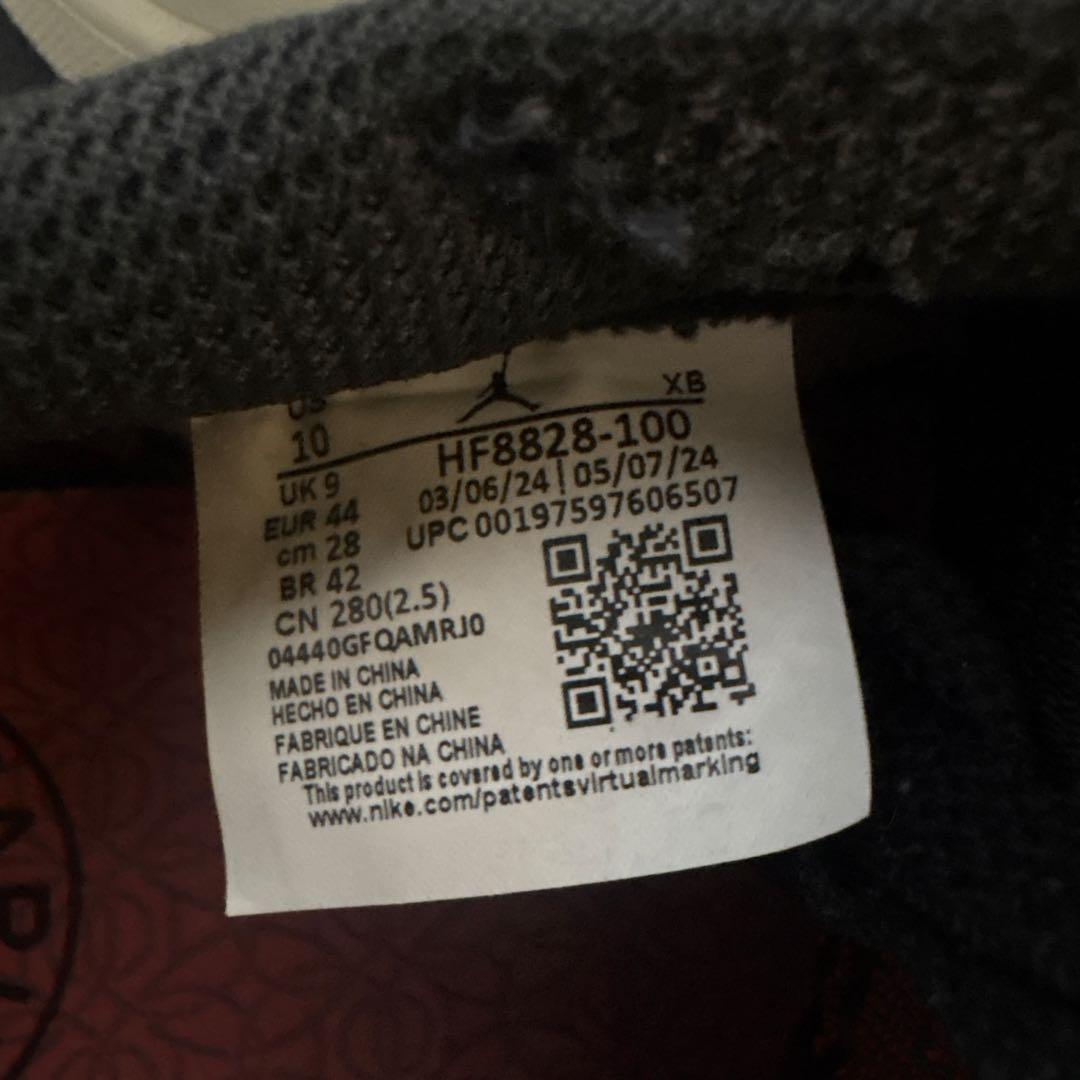 US
10
XB
UK 9
EUR 44
cm 28
BR 42
CN 280(2.5)
HF8828-100
03/06/24 | 05/07/24
UPC 00197597606507
04440GFQAMRJ0
MADE IN CHINA
HECHO EN CHINA
FABRIQUE EN CHINE
FABRICADO NA CHINA
This product is covered by one or more patents:
www.nike.com/patentsvirtualmarking